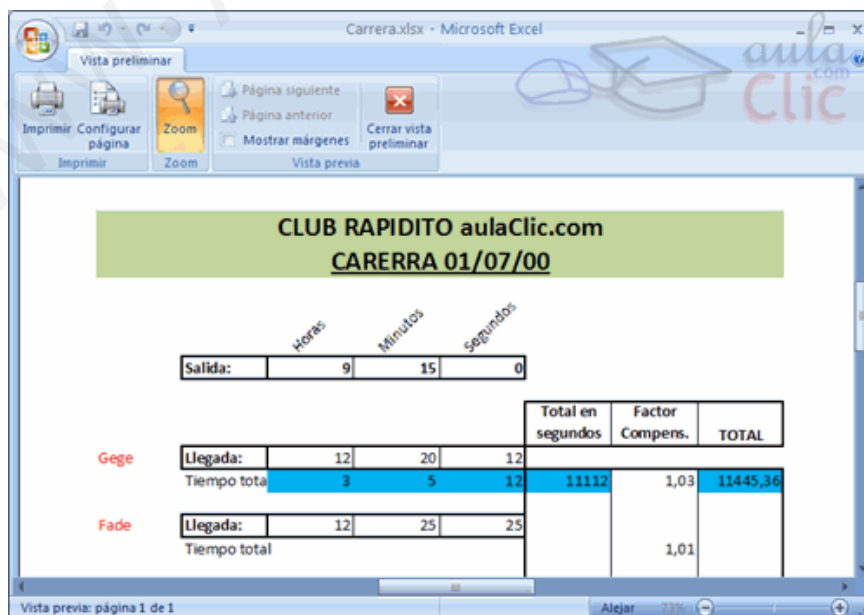 Carrera.xlsx - Microsoft Excel
Vista preliminar
aula
.com
Clic
Imprimir
Configurar página
Zoom
Página siguiente
Página anterior
Mostrar márgenes
Cerrar vista preliminar
Imprimir
Zoom
Vista previa
CLUB RAPIDITO aulaClic.com
CARERRA 01/07/00
Horas Minutos Segundos
Salida: 9 15 0
Total en segundos Factor Compens. TOTAL
Gege Llegada: 12 20 12
Tiempo tota 3 5 12 11112 1,03 11445,36
Fade Llegada: 12 25 25
Tiempo total 1,01
Vista previa: página 1 de 1 Alejar 73%